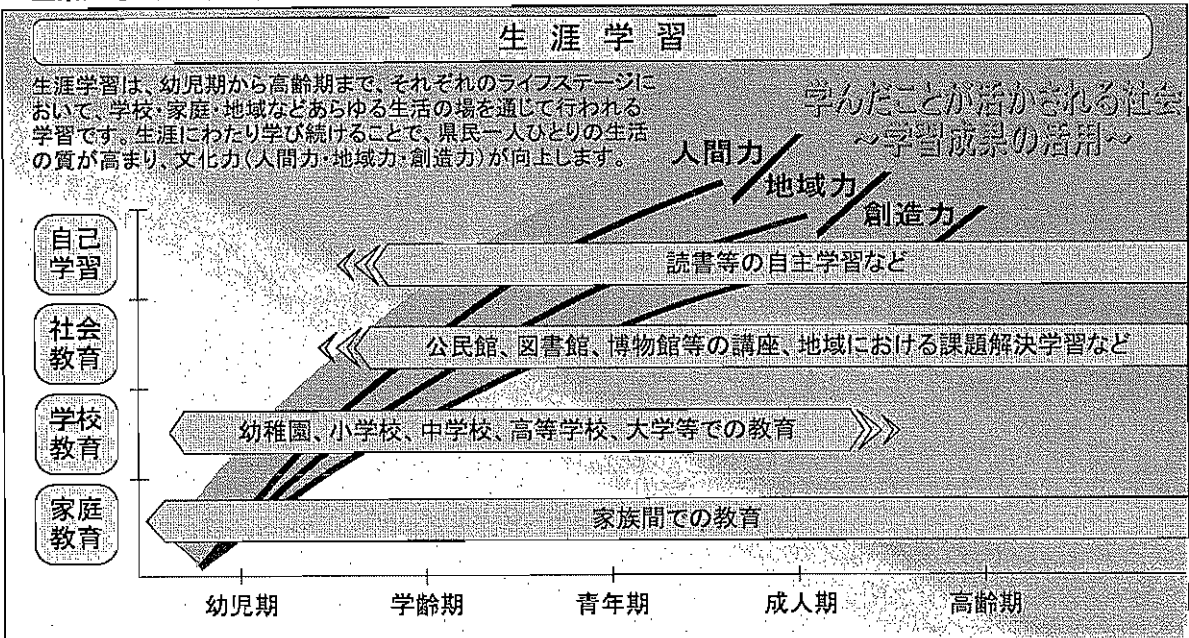 生涯学習
生涯学習は、幼児期から高齢期まで、それぞれのライフステージに
おいて、学校・家庭・地域などあらゆる生活の場を通じて行われる
学習です。生涯にわたり学び続けることで、県民一人ひとりの生活
の質が高まり、文化力(人間力・地域力・創造力)が向上します。
学んだことが活かされる社会
～学習成果の活用～
人間力
地域力
創造力
自己
学習
読書等の自主学習など
社会
教育
公民館、図書館、博物館等の講座、地域における課題解決学習など
学校
教育
幼稚園、小学校、中学校、高等学校、大学等での教育
家庭
教育
家族間での教育
幼児期
学齢期
青年期
成人期
高齢期